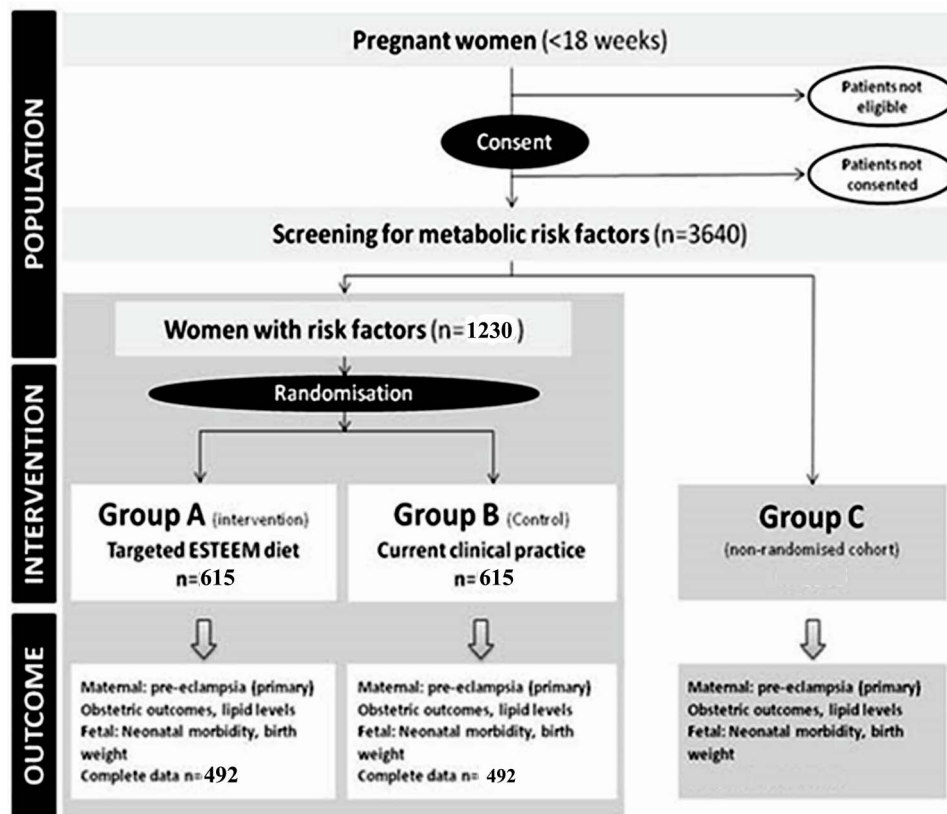 POPULATION
Pregnant women (<18 weeks)
Patients not
eligible
Consent
Patients not
consented
Screening for metabolic risk factors (n=3640)
Women with risk factors (n=1230)
INTERVENTION
Randomisation
Group A (intervention)
Targeted ESTEEM diet
n=615
Group B (Control)
Current clinical practice
n=615
Group C
(non-randomised cohort)
OUTCOME
Maternal: pre-eclampsia (primary)
Obstetric outcomes, lipid levels
Fetal: Neonatal morbidity, birth
weight
Complete data n=492
Maternal: pre-eclampsia (primary)
Obstetric outcomes, lipid levels
Fetal: Neonatal morbidity, birth
weight
Complete data n= 492
Maternal: pre-eclampsia (primary)
Obstetric outcomes, lipid levels
Fetal: Neonatal morbidity, birth
weight